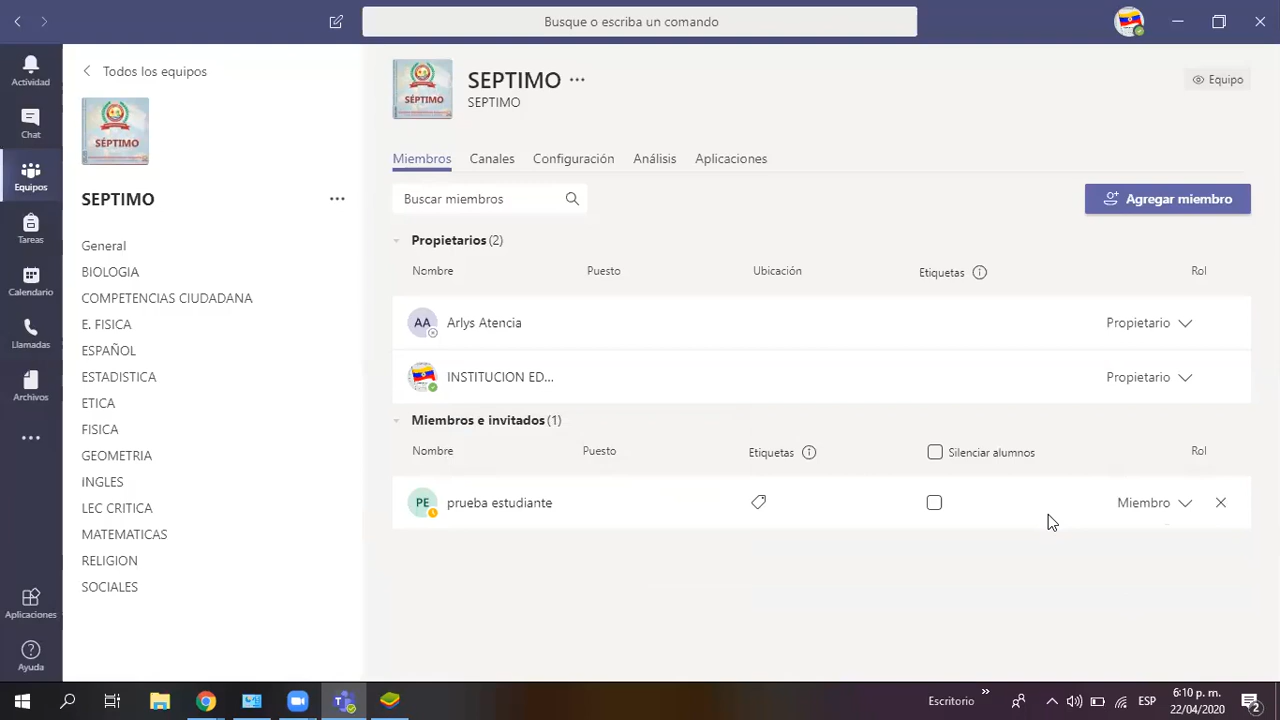 Busque o escriba un comando
Actividad
Chat
Equipos
Tareas
Calendario
Llamadas
Archivos
Aplicaciones
Ayuda
Todos los equipos
SÉPTIMO
SEPTIMO
General
BIOLOGIA
COMPETENCIAS CIUDADANA
E. FISICA
ESPAÑOL
ESTADISTICA
ETICA
FISICA
GEOMETRIA
iNGLES
LEC CRITICA
MATEMATICAS
RELIGION
SOCIALES
SÉPTIMO
SEPTIMO
SEPTIMO
Equipo
Miembros Canales Configuración Análisis Aplicaciones
Buscar miembros
Agregar miembro
Propietarios (2)
Nombre Puesto Ubicación Etiquetas Rol
AA Arlys Atencia Propietario
INSTITUCION ED... Propietario
Miembros e invitados (1)
Nombre Puesto Etiquetas Silenciar alumnos Rol
PE prueba estudiante Miembro
Escritorio ESP 6:10 p. m.
22/04/2020 2